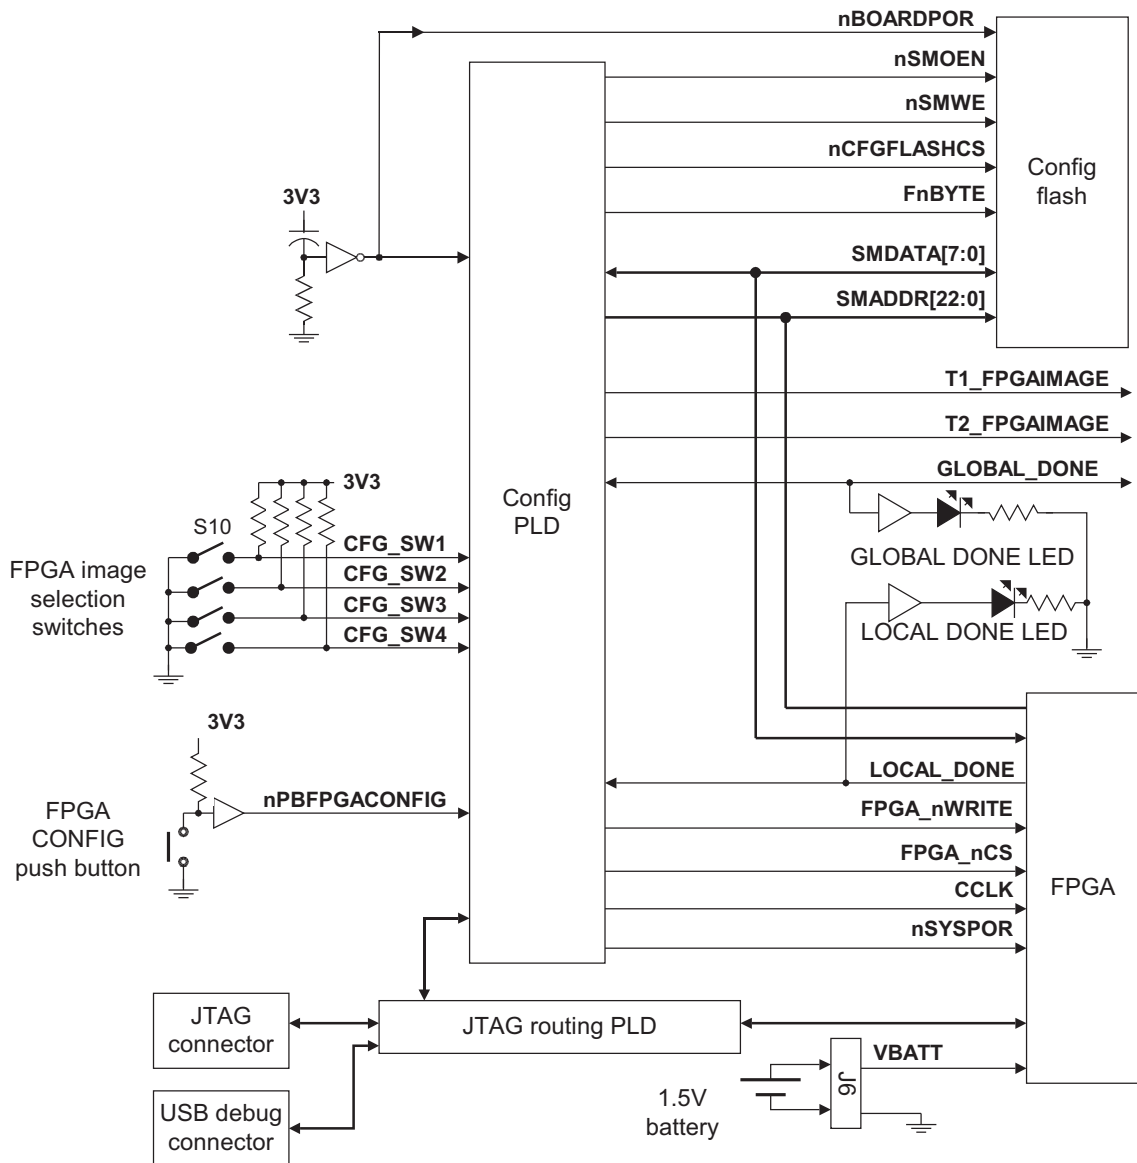 nBOARDPOR
nSMOEN
nSMWE
nCFGFLASHCS
FnBYTE
SMDATA[7:0]
SMADDR[22:0]
Config
flash
3V3
T1_FPGAIMAGE
T2_FPGAIMAGE
GLOBAL_DONE
GLOBAL DONE LED
LOCAL DONE LED
Config
PLD
3V3
S10
CFG_SW1
CFG_SW2
CFG_SW3
CFG_SW4
FPGA image
selection
switches
3V3
nPBFPGACONFIG
FPGA
CONFIG
push button
LOCAL_DONE
FPGA_nWRITE
FPGA_nCS
CCLK
nSYSPOR
FPGA
JTAG
connector
JTAG routing PLD
USB debug
connector
1.5V
battery
J6
VBATT